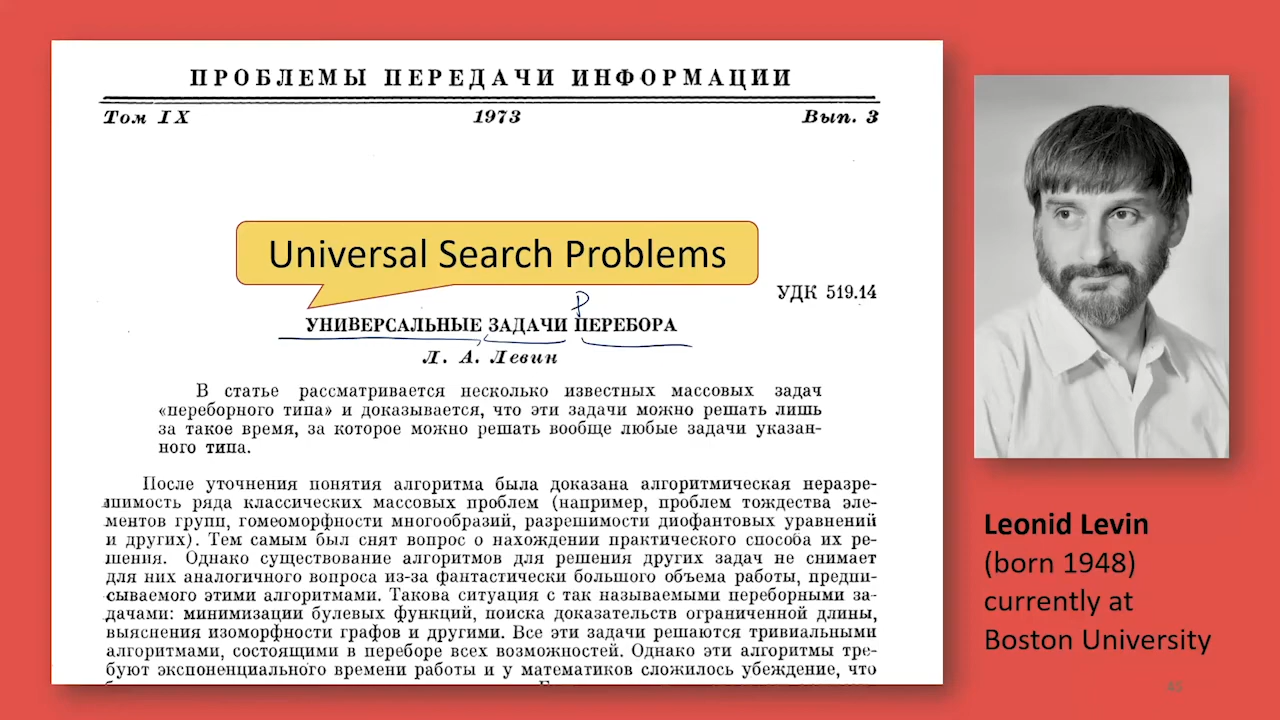 ПРОБЛЕМЫ ПЕРЕДАЧИ ИНФОРМАЦИИ
Том IX 1973 Вып. 3
Universal Search Problems
УДК 519.14
УНИВЕРСАЛЬНЫЕ ЗАДАЧИ ПЕРЕБОРА
Л. А. Левин
В статье рассматривается несколько известных массовых задач
«переборного типа» и доказывается, что эти задачи можно решать лишь
за такое время, за которое можно решать вообще любые задачи указан-
ного типа.
После уточнения понятия алгоритма была доказана алгоритмическая неразре-
шимость ряда классических массовых проблем (например, проблем тождества эле-
ментов групп, гомеоморфности многообразий, разрешимости диофантовых уравнений
и других). Тем самым был снят вопрос о нахождении практического способа их ре-
шения. Однако существование алгоритмов для решения других задач не снимает
для них аналогичного вопроса из-за фантастически большого объема работы, предпи-
сываемого этими алгоритмами. Такова ситуация с так называемыми переборными за-
дачами: минимизации булевых функций, поиска доказательств ограниченной длины,
выяснения изоморфности графов и другими. Все эти задачи решаются тривиальными
алгоритмами, состоящими в переборе всех возможностей. Однако эти алгоритмы тре-
буют экспоненциального времени работы и у математиков сложилось убеждение, что
Leonid Levin
(born 1948)
currently at
Boston University